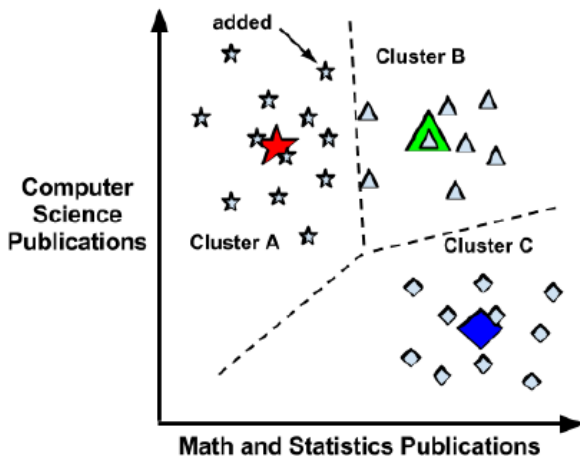 added
Cluster B
Computer
Science
Publications
Cluster A
Cluster C
Math and Statistics Publications